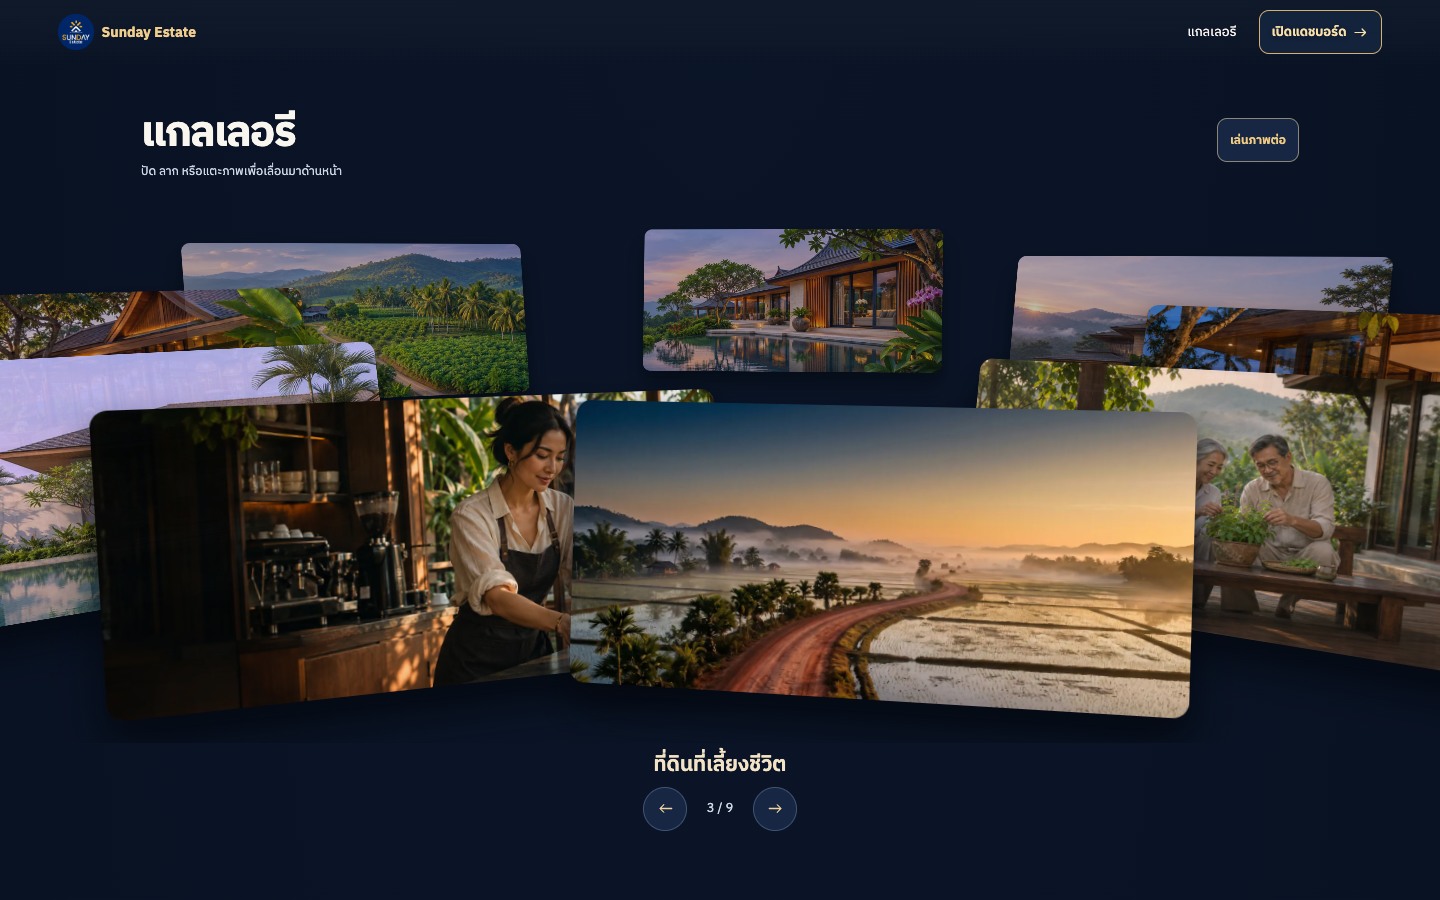 SUNDAY
Sunday Estate
แกลเลอรี
เปิดแดชบอร์ด →
แกลเลอรี
ปัด ลาก หรือแตะภาพเพื่อเลื่อนมาด้านหน้า
เล่นภาพต่อ
ที่ดินที่เลี้ยงชีวิต
← 3 / 9 →